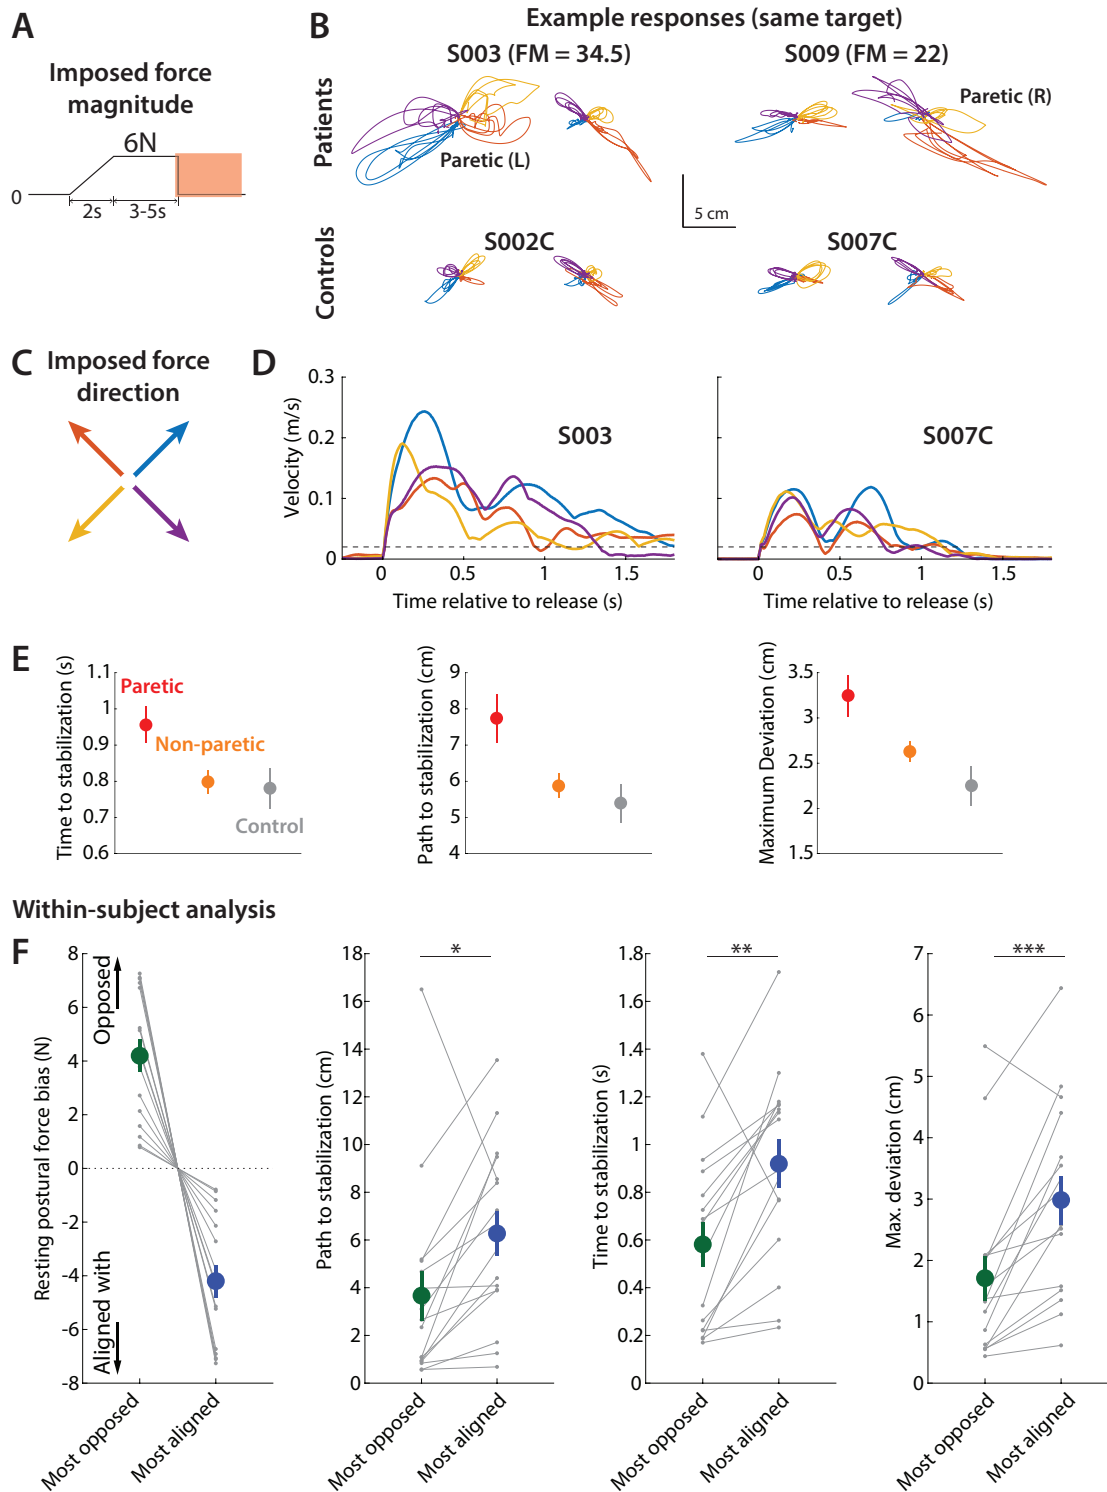 A
Imposed force
magnitude
6N
0
2s
3-5s
B
Example responses (same target)
S003 (FM = 34.5)
S009 (FM = 22)
Patients
Paretic (L)
Paretic (R)
5 cm
Controls
S002C
S007C
C
Imposed force
direction
D
Velocity (m/s)
0.3
0.2
0.1
0
S003
S007C
0
0.5
1
1.5
0
0.5
1
1.5
Time relative to release (s)
Time relative to release (s)
E
Time to stabilization (s)
1.1
1
0.9
0.8
0.7
0.6
Paretic
Non-paretic
Control
Path to stabilization (cm)
9
8
7
6
5
4
Maximum Deviation (cm)
3.5
3
2.5
2
1.5
Within-subject analysis
F
Resting postural force bias (N)
8
6
4
2
0
-2
-4
-6
-8
Opposed
Aligned with
Most opposed
Most aligned
Path to stabilization (cm)
18
16
14
12
10
8
6
4
2
0
*
Most opposed
Most aligned
Time to stabilization (s)
1.8
1.6
1.4
1.2
1
0.8
0.6
0.4
0.2
0
**
Most opposed
Most aligned
Max. deviation (cm)
7
6
5
4
3
2
1
0
***
Most opposed
Most aligned